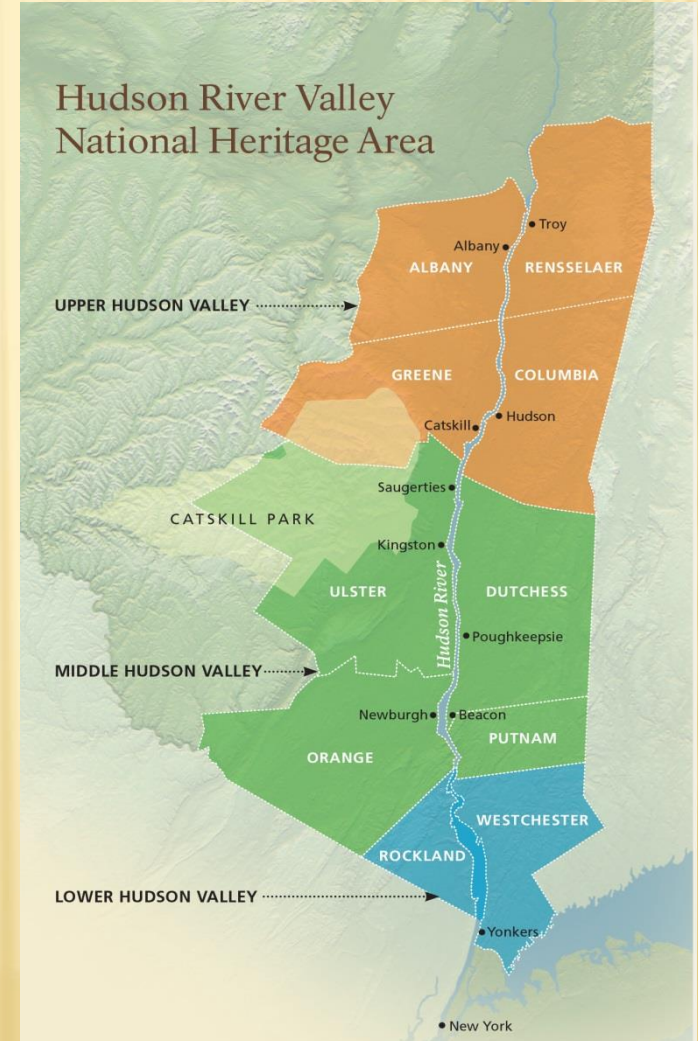 Hudson River Valley
National Heritage Area
Troy
Albany
ALBANY
RENSSELAER
UPPER HUDSON VALLEY
GREENE
COLUMBIA
Hudson
Catskill
Saugerties
CATSKILL PARK
Kingston
Hudson River
ULSTER
DUTCHESS
Poughkeepsie
MIDDLE HUDSON VALLEY
Newburgh
Beacon
PUTNAM
ORANGE
WESTCHESTER
ROCKLAND
LOWER HUDSON VALLEY
Yonkers
New York